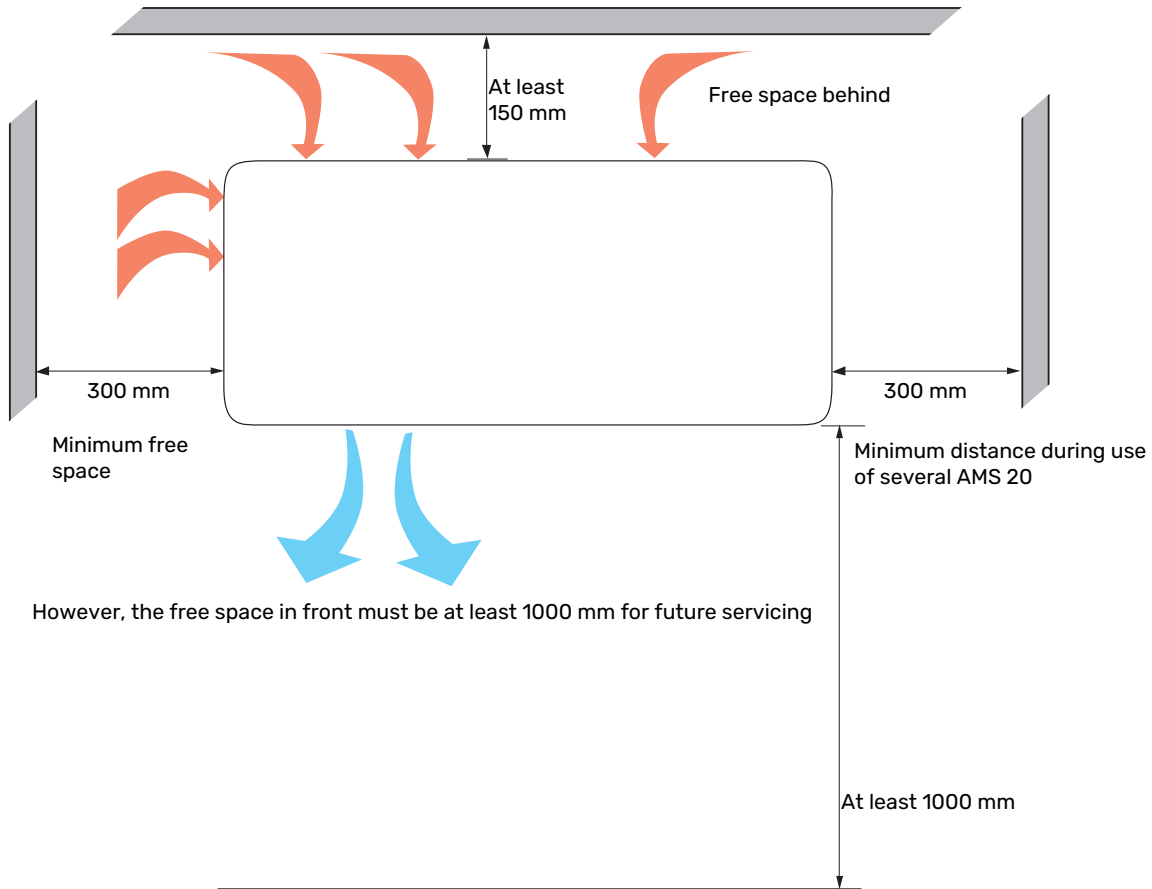 At least
150 mm
Free space behind
300 mm
300 mm
Minimum free
space
Minimum distance during use
of several AMS 20
However, the free space in front must be at least 1000 mm for future servicing
At least 1000 mm